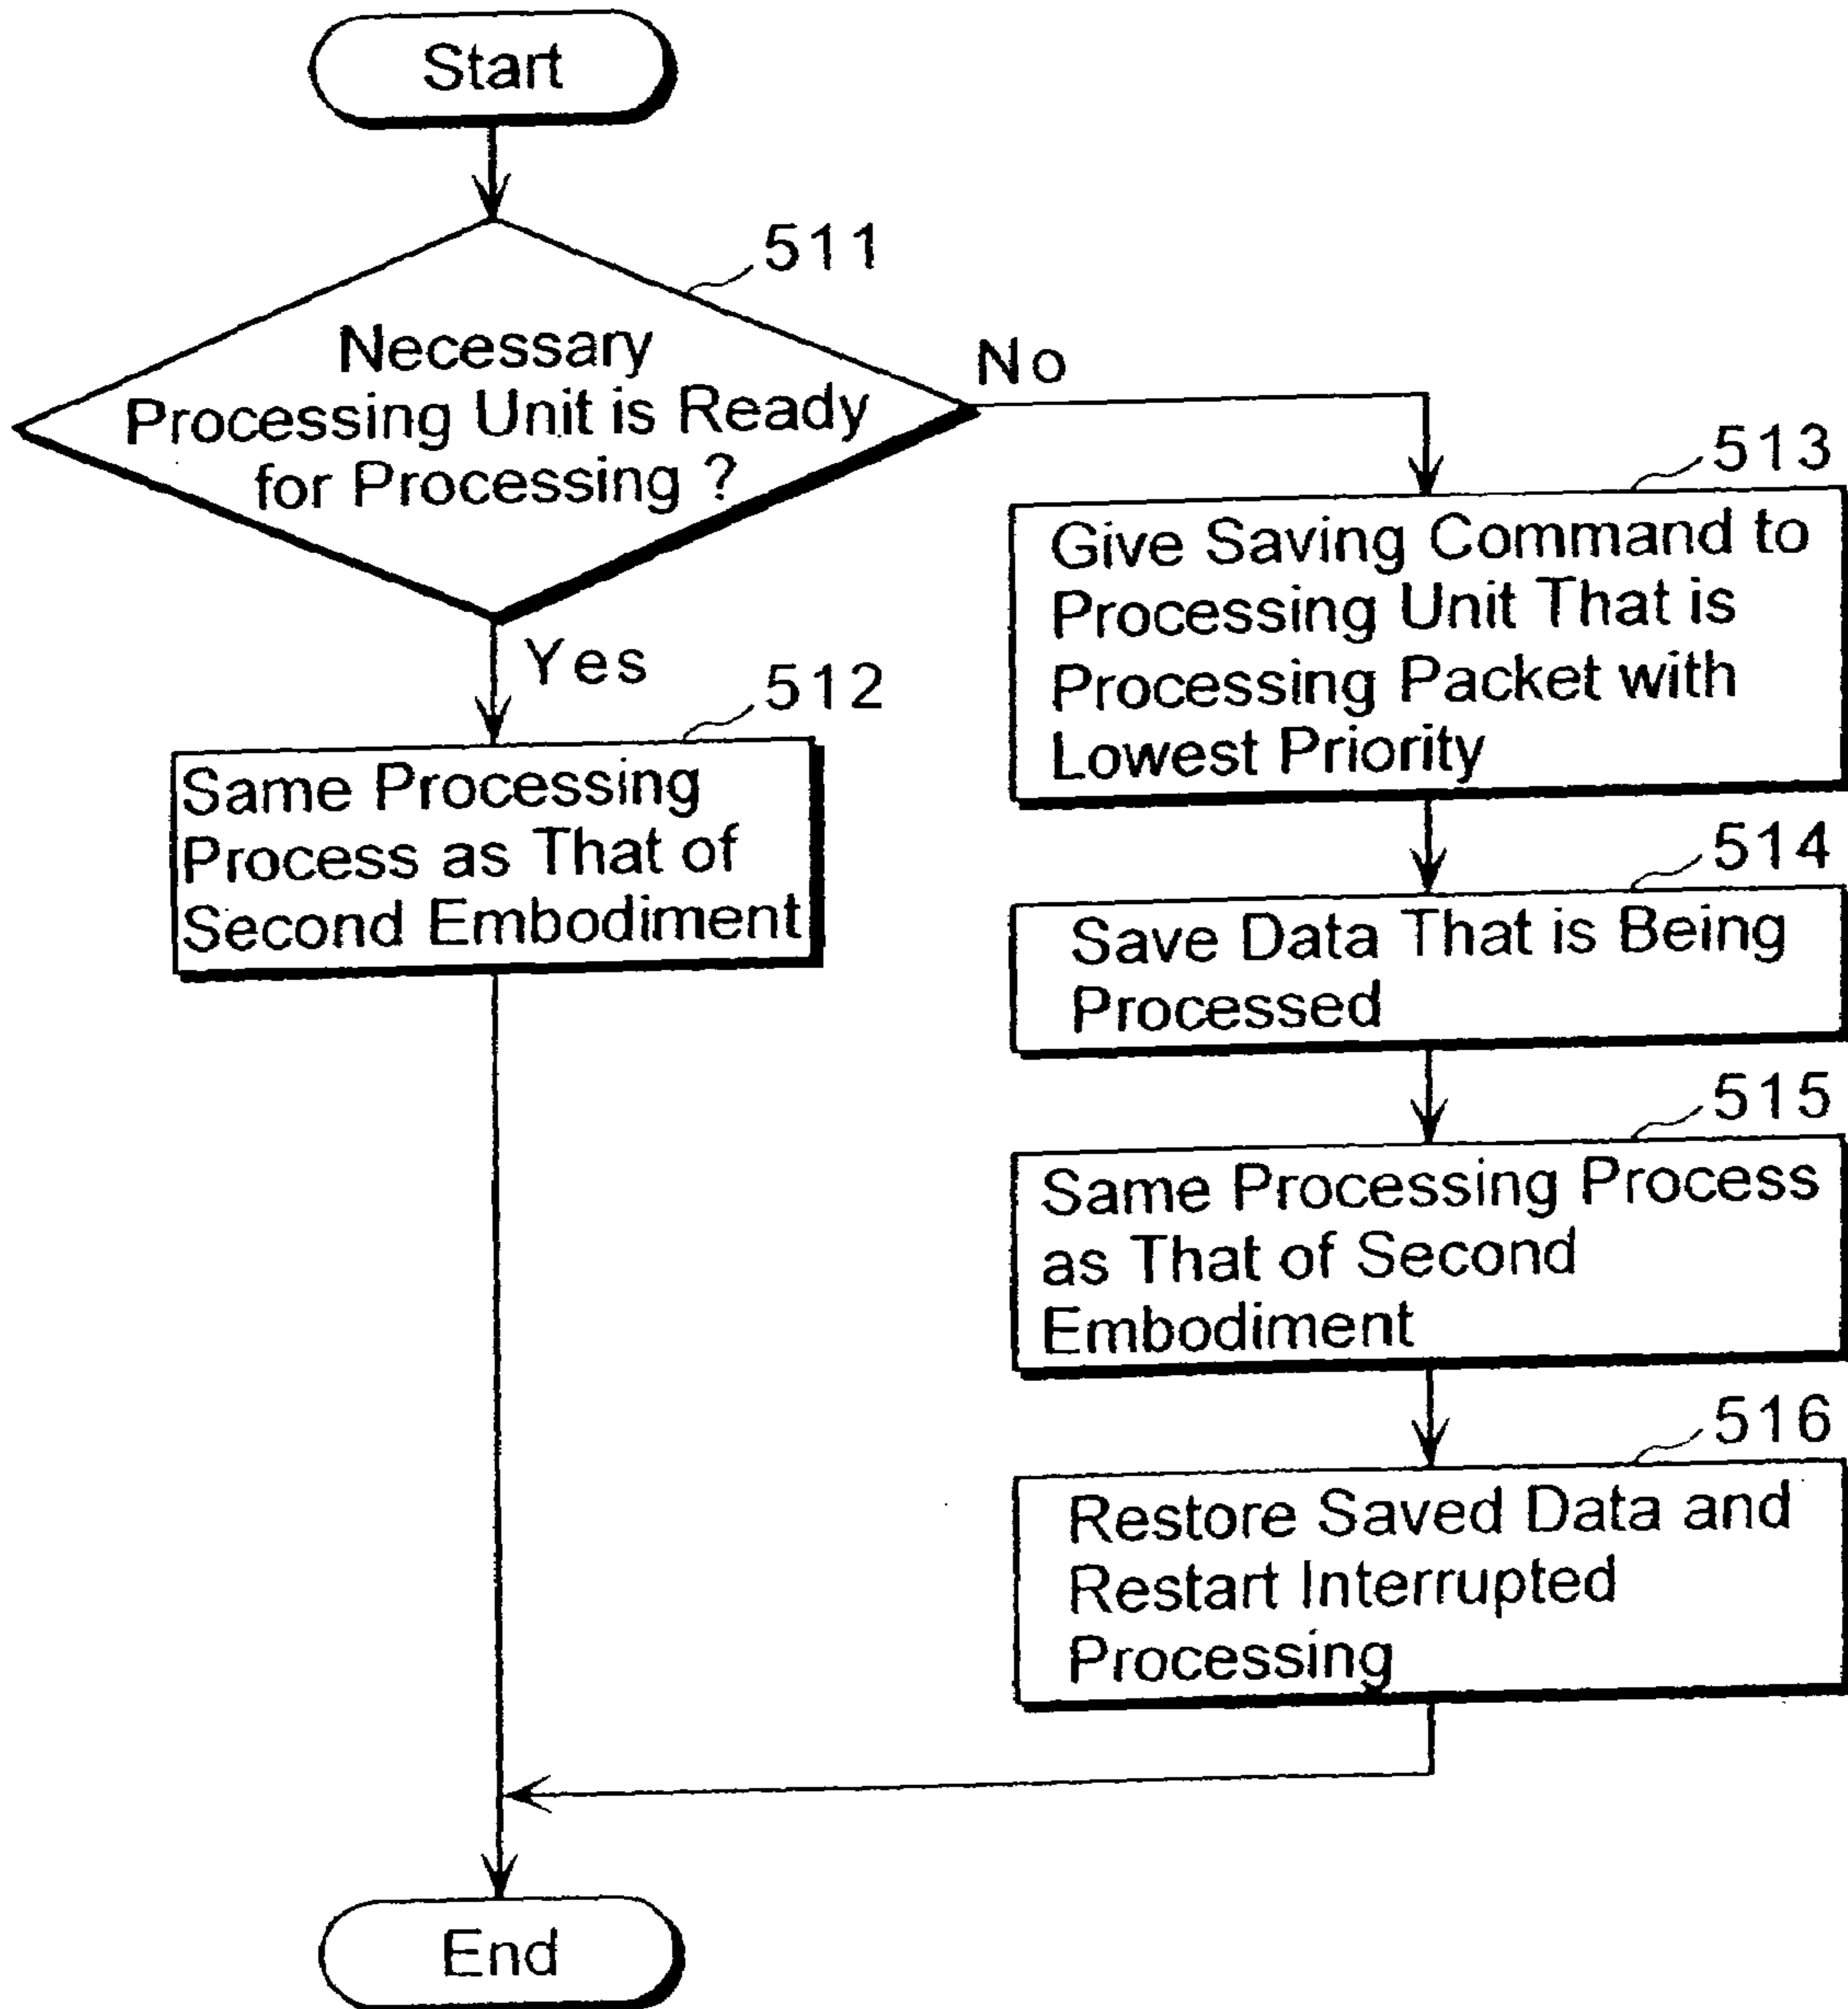 Start
511
Necessary
Processing Unit is Ready
for Processing ?
No
Yes
512
Same Processing
Process as That of
Second Embodiment
513
Give Saving Command to
Processing Unit That is
Processing Packet with
Lowest Priority
514
Save Data That is Being
Processed
515
Same Processing Process
as That of Second
Embodiment
516
Restore Saved Data and
Restart Interrupted
Processing
End